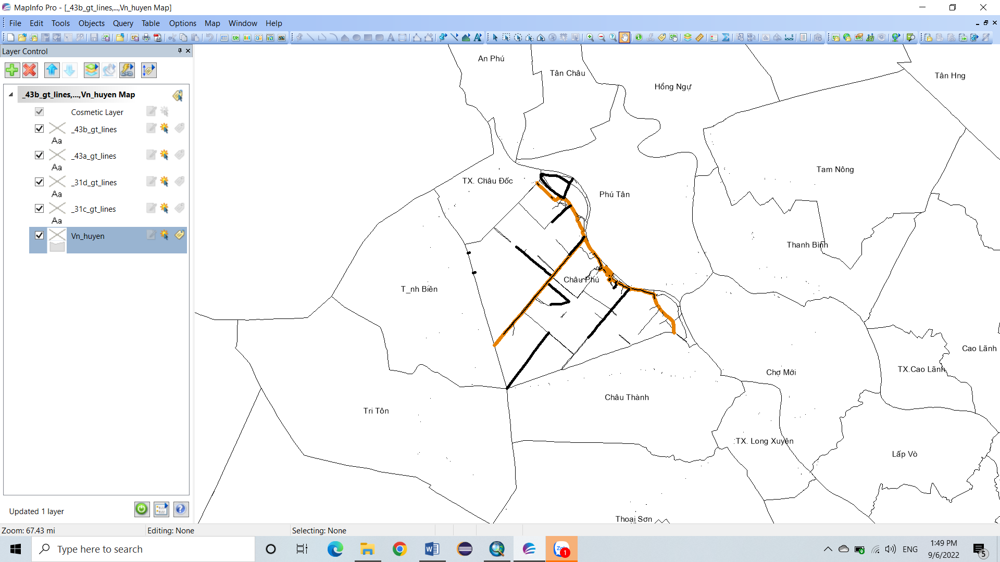 MapInfo Pro - [_43b_gt_lines,...,Vn_huyen Map]
File Edit Tools Objects Query Table Options Map Window Help
Layer Control
_43b_gt_lines,...,Vn_huyen Map
Cosmetic Layer
_43b_gt_lines
Aa
_43a_gt_lines
Aa
_31d_gt_lines
Aa
_31c_gt_lines
Aa
Vn_huyen
Updated 1 layer
An Phú
Tân Châu
Hồng Ngự
Tân Hng
TX. Châu Đốc
Phú Tân
Tam Nông
Thanh Bình
T_nh Biên
Châu Phú
Cao Lãnh
TX.Cao Lãnh
Chợ Mới
Châu Thành
Tri Tôn
TX. Long Xuyên
Lấp Vò
Thoại Sơn
Zoom: 67.43 mi
Editing: None
Selecting: None
Type here to search
Zalo
1
ENG
1:49 PM
9/6/2022
5